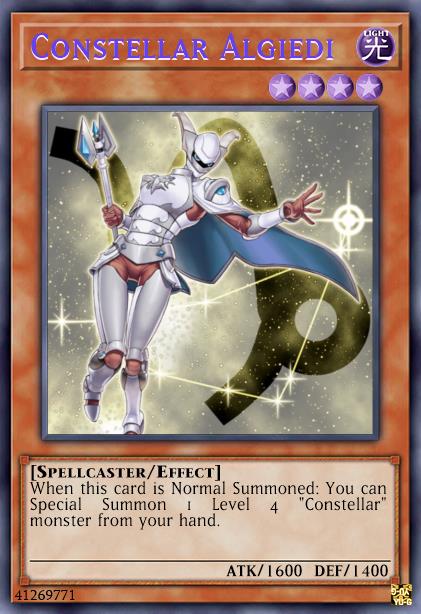 CONSTELLAR ALGIEDI
LIGHT
光
[SPELLCASTER/EFFECT]
When this card is Normal Summoned: You can
Special Summon 1 Level 4 "Constellar"
monster from your hand.
ATK/1600 DEF/1400
41269771